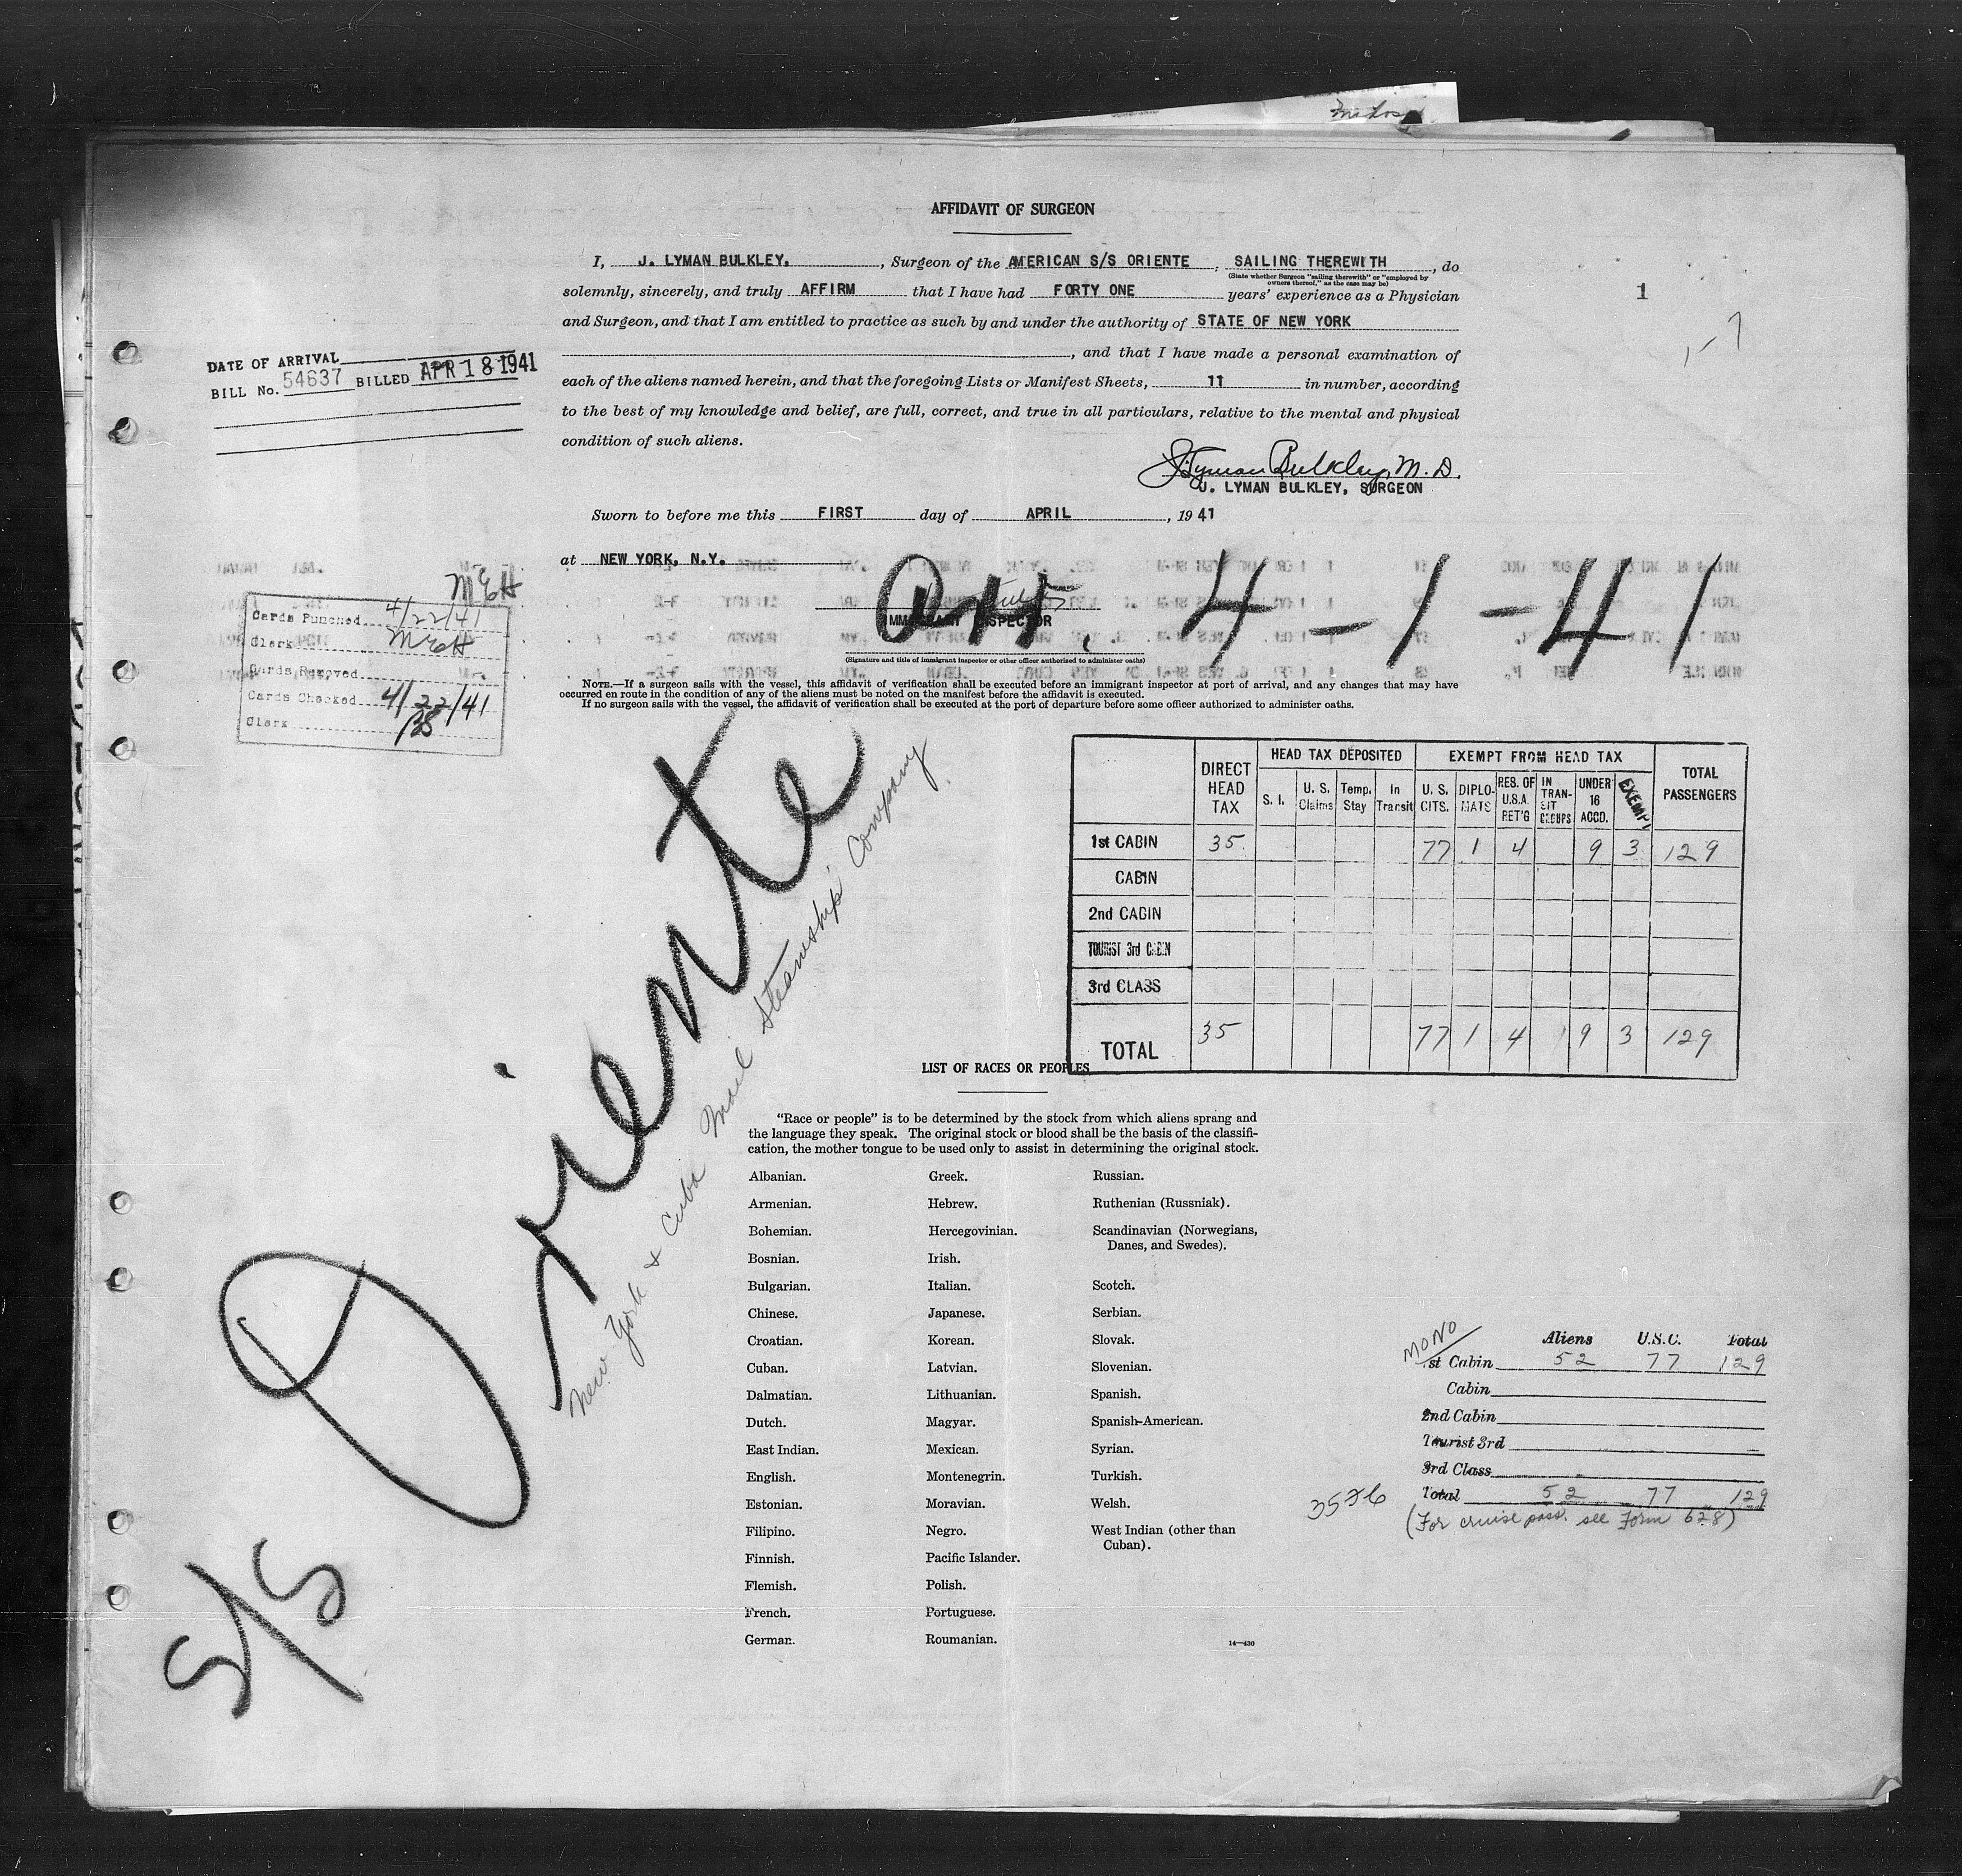 AFFIDAVIT OF SURGEON
I, J. LYMAN BULKLEY. , Surgeon of the AMERICAN S/S ORIENTE , SAILING THEREWITH , do
(State whether Surgeon "sailing therewith" or "employed by
owners thereof," as the case may be)
solemnly, sincerely, and truly AFFIRM that I have had FORTY ONE years' experience as a Physician
and Surgeon, and that I am entitled to practice as such by and under the authority of STATE OF NEW YORK
, and that I have made a personal examination of
each of the aliens named herein, and that the foregoing Lists or Manifest Sheets, 11 in number, according
to the best of my knowledge and belief, are full, correct, and true in all particulars, relative to the mental and physical
condition of such aliens.
1
DATE OF ARRIVAL
BILL No. 54637 BILLED APR 18 1941
J. Lyman Bulkley, M.D.
J. LYMAN BULKLEY, SURGEON
Sworn to before me this FIRST day of APRIL , 1941
at NEW YORK, N.Y.
Arr. 4-1-41
IMMIGRANT INSPECTOR
(Signature and title of immigrant inspector or other officer authorized to administer oaths)
NOTE.—If a surgeon sails with the vessel, this affidavit of verification shall be executed before an immigrant inspector at port of arrival, and any changes that may have
occurred en route in the condition of any of the aliens must be noted on the manifest before the affidavit is executed.
If no surgeon sails with the vessel, the affidavit of verification shall be executed at the port of departure before some officer authorized to administer oaths.
McH
Cards Punched 4/22/41
Clerk McH
Cards Removed
Cards Checked 4/22/41
Clerk
S/S Oriente
New York & Cuba Mail Steamship Company.
DIRECT HEAD TAX
HEAD TAX DEPOSITED
EXEMPT FROM HEAD TAX
TOTAL PASSENGERS
S. I.
U. S. Claims
Temp. Stay
In Transit
U. S. CITS.
DIPLOMATS
RES. OF U.S.A. RET'G
IN TRANSIT GROUPS
UNDER 16 ACCD.
EXEMPT
1st CABIN 35 77 1 4 9 3 129
CABIN
2nd CABIN
TOURIST 3rd CABIN
3rd CLASS
TOTAL 35 77 1 4 9 3 129
LIST OF RACES OR PEOPLES
"Race or people" is to be determined by the stock from which aliens sprang and
the language they speak. The original stock or blood shall be the basis of the classifi-
cation, the mother tongue to be used only to assist in determining the original stock.
Albanian.
Armenian.
Bohemian.
Bosnian.
Bulgarian.
Chinese.
Croatian.
Cuban.
Dalmatian.
Dutch.
East Indian.
English.
Estonian.
Filipino.
Finnish.
Flemish.
French.
German.
Greek.
Hebrew.
Hercegovinian.
Irish.
Italian.
Japanese.
Korean.
Latvian.
Lithuanian.
Magyar.
Mexican.
Montenegrin.
Moravian.
Negro.
Pacific Islander.
Polish.
Portuguese.
Roumanian.
Russian.
Ruthenian (Russniak).
Scandinavian (Norwegians,
Danes, and Swedes).
Scotch.
Serbian.
Slovak.
Slovenian.
Spanish.
Spanish-American.
Syrian.
Turkish.
Welsh.
West Indian (other than
Cuban).
14—430
MONO
Aliens U.S.C. Total
1st Cabin 52 77 129
Cabin
2nd Cabin
Tourist 3rd
3rd Class
Total 52 77 129
(For cruise pass. see Form 628)